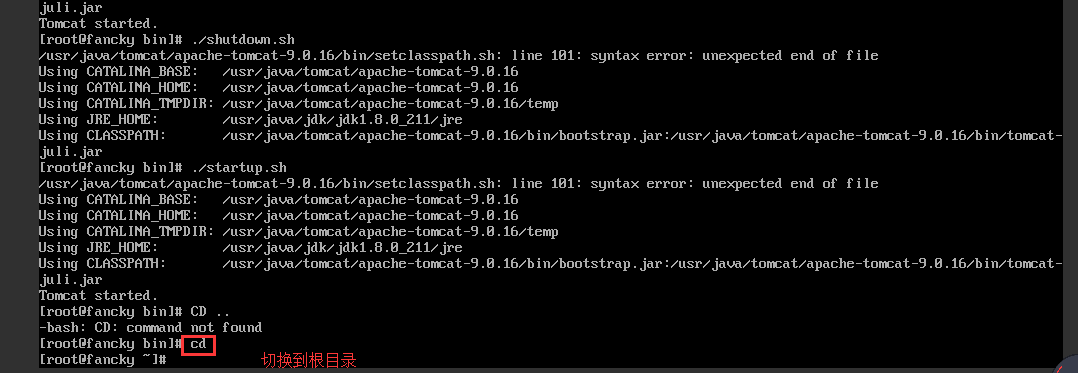 juli.jar
Tomcat started.
[root@fancky bin]# ./shutdown.sh
/usr/java/tomcat/apache-tomcat-9.0.16/bin/setclasspath.sh: line 101: syntax error: unexpected end of file
Using CATALINA_BASE:   /usr/java/tomcat/apache-tomcat-9.0.16
Using CATALINA_HOME:   /usr/java/tomcat/apache-tomcat-9.0.16
Using CATALINA_TMPDIR: /usr/java/tomcat/apache-tomcat-9.0.16/temp
Using JRE_HOME:        /usr/java/jdk/jdk1.8.0_211/jre
Using CLASSPATH:       /usr/java/tomcat/apache-tomcat-9.0.16/bin/bootstrap.jar:/usr/java/tomcat/apache-tomcat-9.0.16/bin/tomcat-
juli.jar
[root@fancky bin]# ./startup.sh
/usr/java/tomcat/apache-tomcat-9.0.16/bin/setclasspath.sh: line 101: syntax error: unexpected end of file
Using CATALINA_BASE:   /usr/java/tomcat/apache-tomcat-9.0.16
Using CATALINA_HOME:   /usr/java/tomcat/apache-tomcat-9.0.16
Using CATALINA_TMPDIR: /usr/java/tomcat/apache-tomcat-9.0.16/temp
Using JRE_HOME:        /usr/java/jdk/jdk1.8.0_211/jre
Using CLASSPATH:       /usr/java/tomcat/apache-tomcat-9.0.16/bin/bootstrap.jar:/usr/java/tomcat/apache-tomcat-9.0.16/bin/tomcat-
juli.jar
Tomcat started.
[root@fancky bin]# CD ..
-bash: CD: command not found
[root@fancky bin]# cd
[root@fancky ~]# 切换到根目录